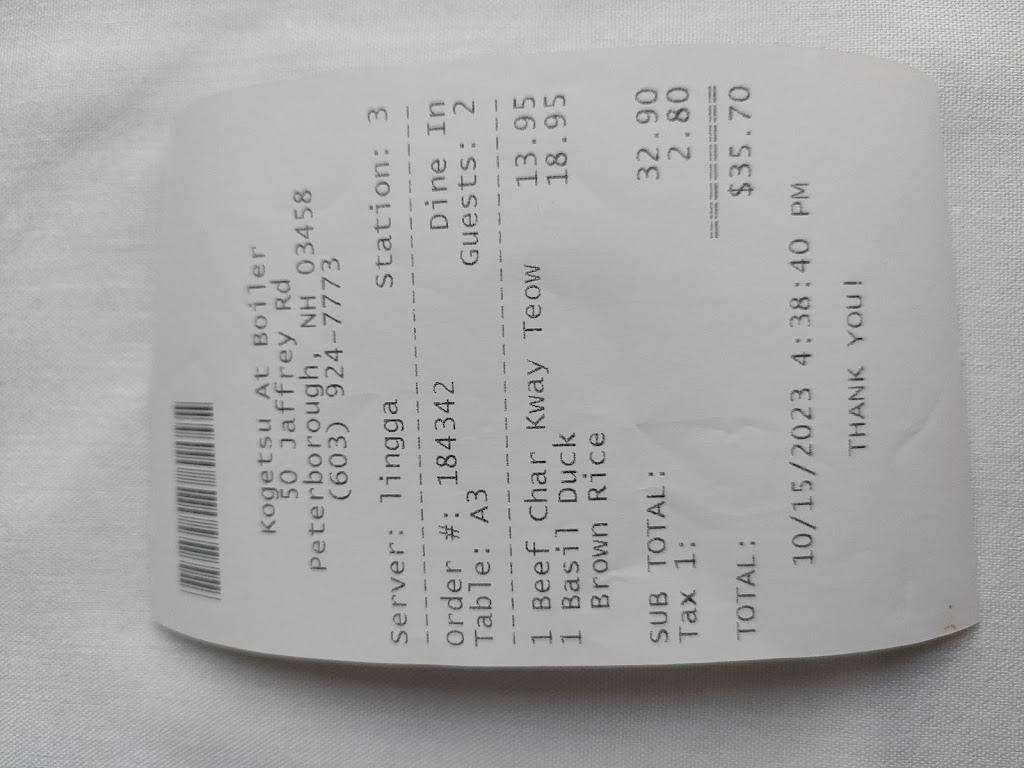 Kogetsu At Boiler
50 Jaffrey Rd
Peterborough, NH 03458
(603) 924-7773
Server: lingga Station: 3
Order #: 184342 Dine In
Table: A3 Guests: 2
1 Beef Char Kway Teow 13.95
1 Basil Duck 18.95
Brown Rice
SUB TOTAL: 32.90
Tax 1: 2.80
===========
TOTAL: $35.70
10/15/2023 4:38:40 PM
THANK YOU!